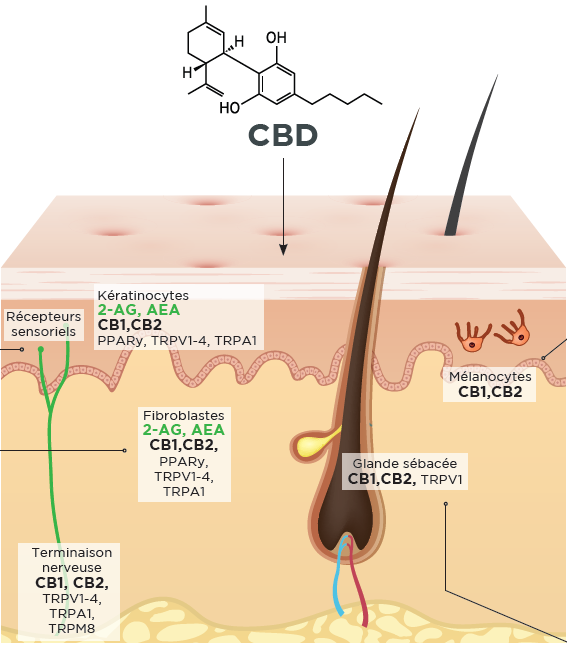 OH
H
H
HO
CBD
Kératinocytes
2-AG, AEA
CB1,CB2
PPARy, TRPV1-4, TRPA1
Récepteurs
sensoriels
Mélanocytes
CB1,CB2
Fibroblastes
2-AG, AEA
CB1,CB2,
PPARy,
TRPV1-4,
TRPA1
Glande sébacée
CB1,CB2, TRPV1
Terminaison
nerveuse
CB1, CB2,
TRPV1-4,
TRPA1,
TRPM8